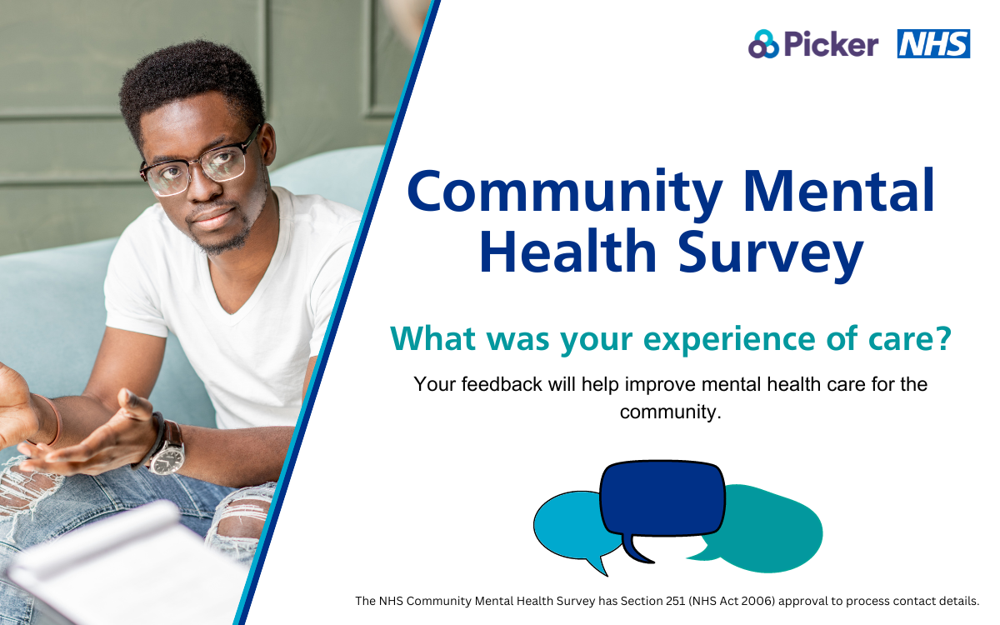 Picker NHS
Community Mental
Health Survey
What was your experience of care?
Your feedback will help improve mental health care for the
community.
The NHS Community Mental Health Survey has Section 251 (NHS Act 2006) approval to process contact details.